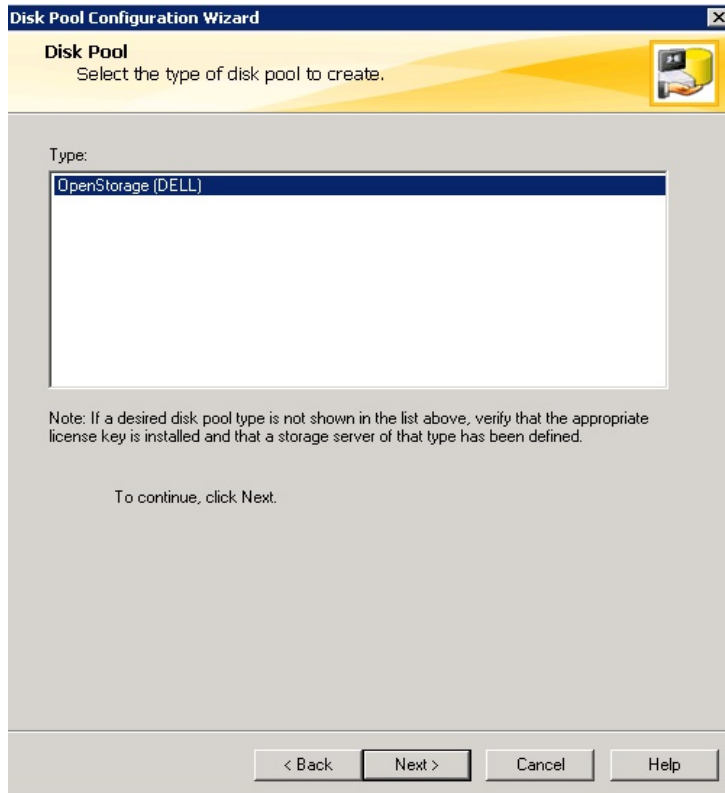 Disk Pool Configuration Wizard
Disk Pool
Select the type of disk pool to create.
Type:
OpenStorage (DELL)
Note: If a desired disk pool type is not shown in the list above, verify that the appropriate
license key is installed and that a storage server of that type has been defined.
To continue, click Next.
< Back
Next >
Cancel
Help